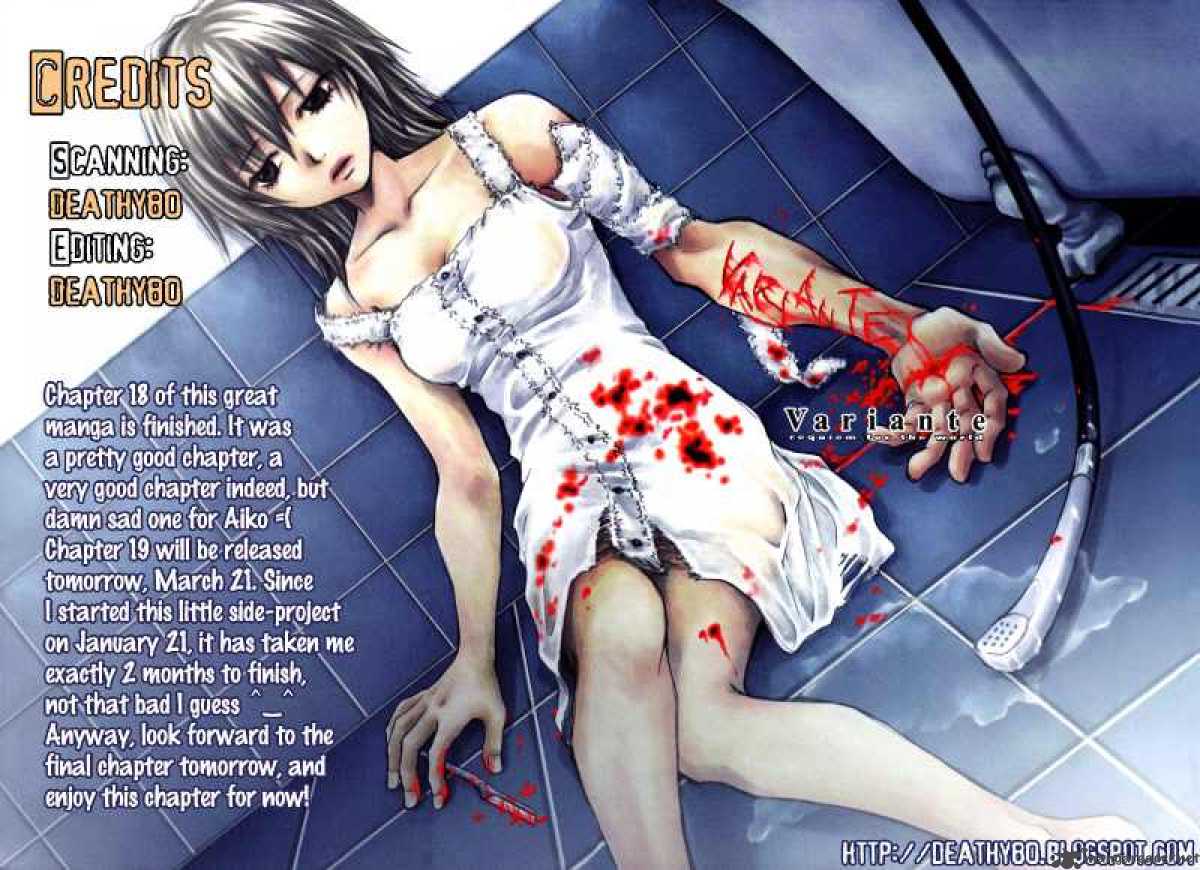 CREDITS
SCANNING:
DEATHY80
EDITING:
DEATHY80
Chapter 18 of this great
manga is finished. It was
a pretty good chapter, a
very good chapter indeed, but
damn sad one for Aiko =(
Chapter 19 will be released
tomorrow, March 21. Since
I started this little side-project
on January 21, it has taken me
exactly 2 months to finish,
not that bad I guess ^_^
Anyway, look forward to the
final chapter tomorrow, and
enjoy this chapter for now!
VARIANTE
Variante
requiem for the world
HTTP://DEATHY80.BLOGSPOT.COM